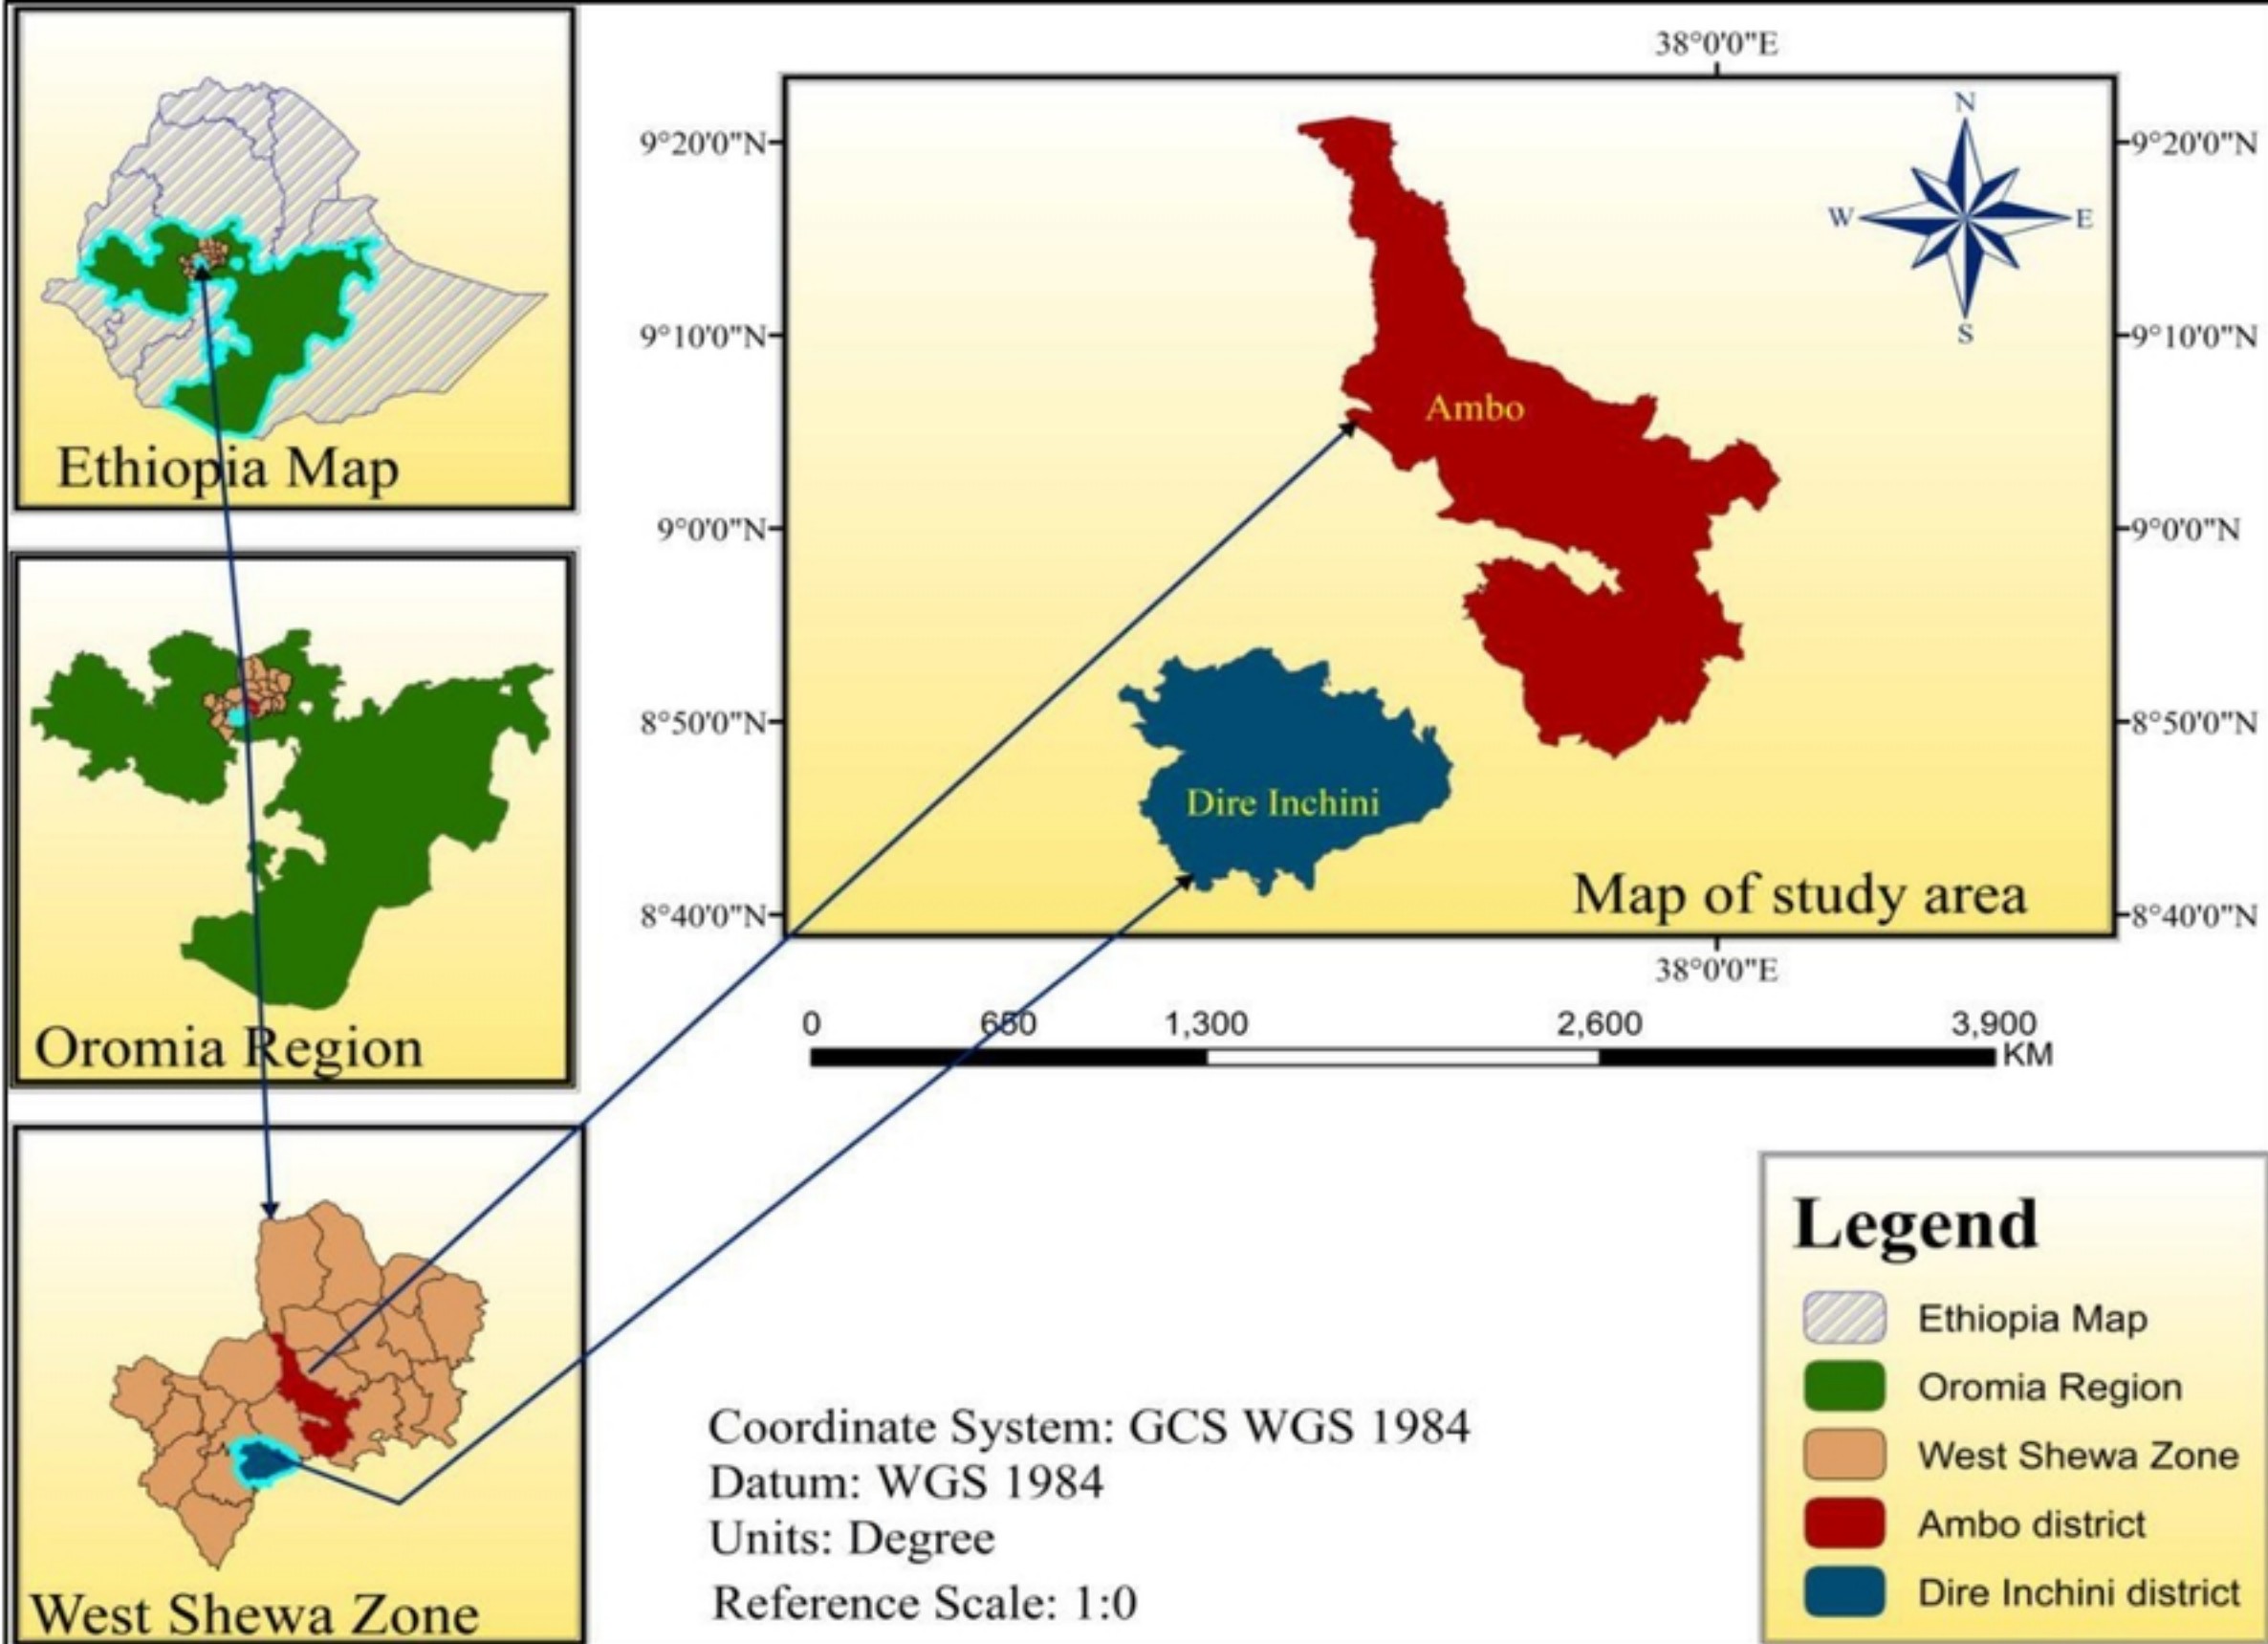 Ethiopia Map
Oromia Region
West Shewa Zone
38°0'0"E
9°20'0"N
9°20'0"N
9°10'0"N
9°10'0"N
9°0'0"N
9°0'0"N
8°50'0"N
8°50'0"N
8°40'0"N
8°40'0"N
38°0'0"E
N
W
E
S
Ambo
Dire Inchini
Map of study area
0 650 1,300 2,600 3,900
KM
Coordinate System: GCS WGS 1984
Datum: WGS 1984
Units: Degree
Reference Scale: 1:0
Legend
Ethiopia Map
Oromia Region
West Shewa Zone
Ambo district
Dire Inchini district